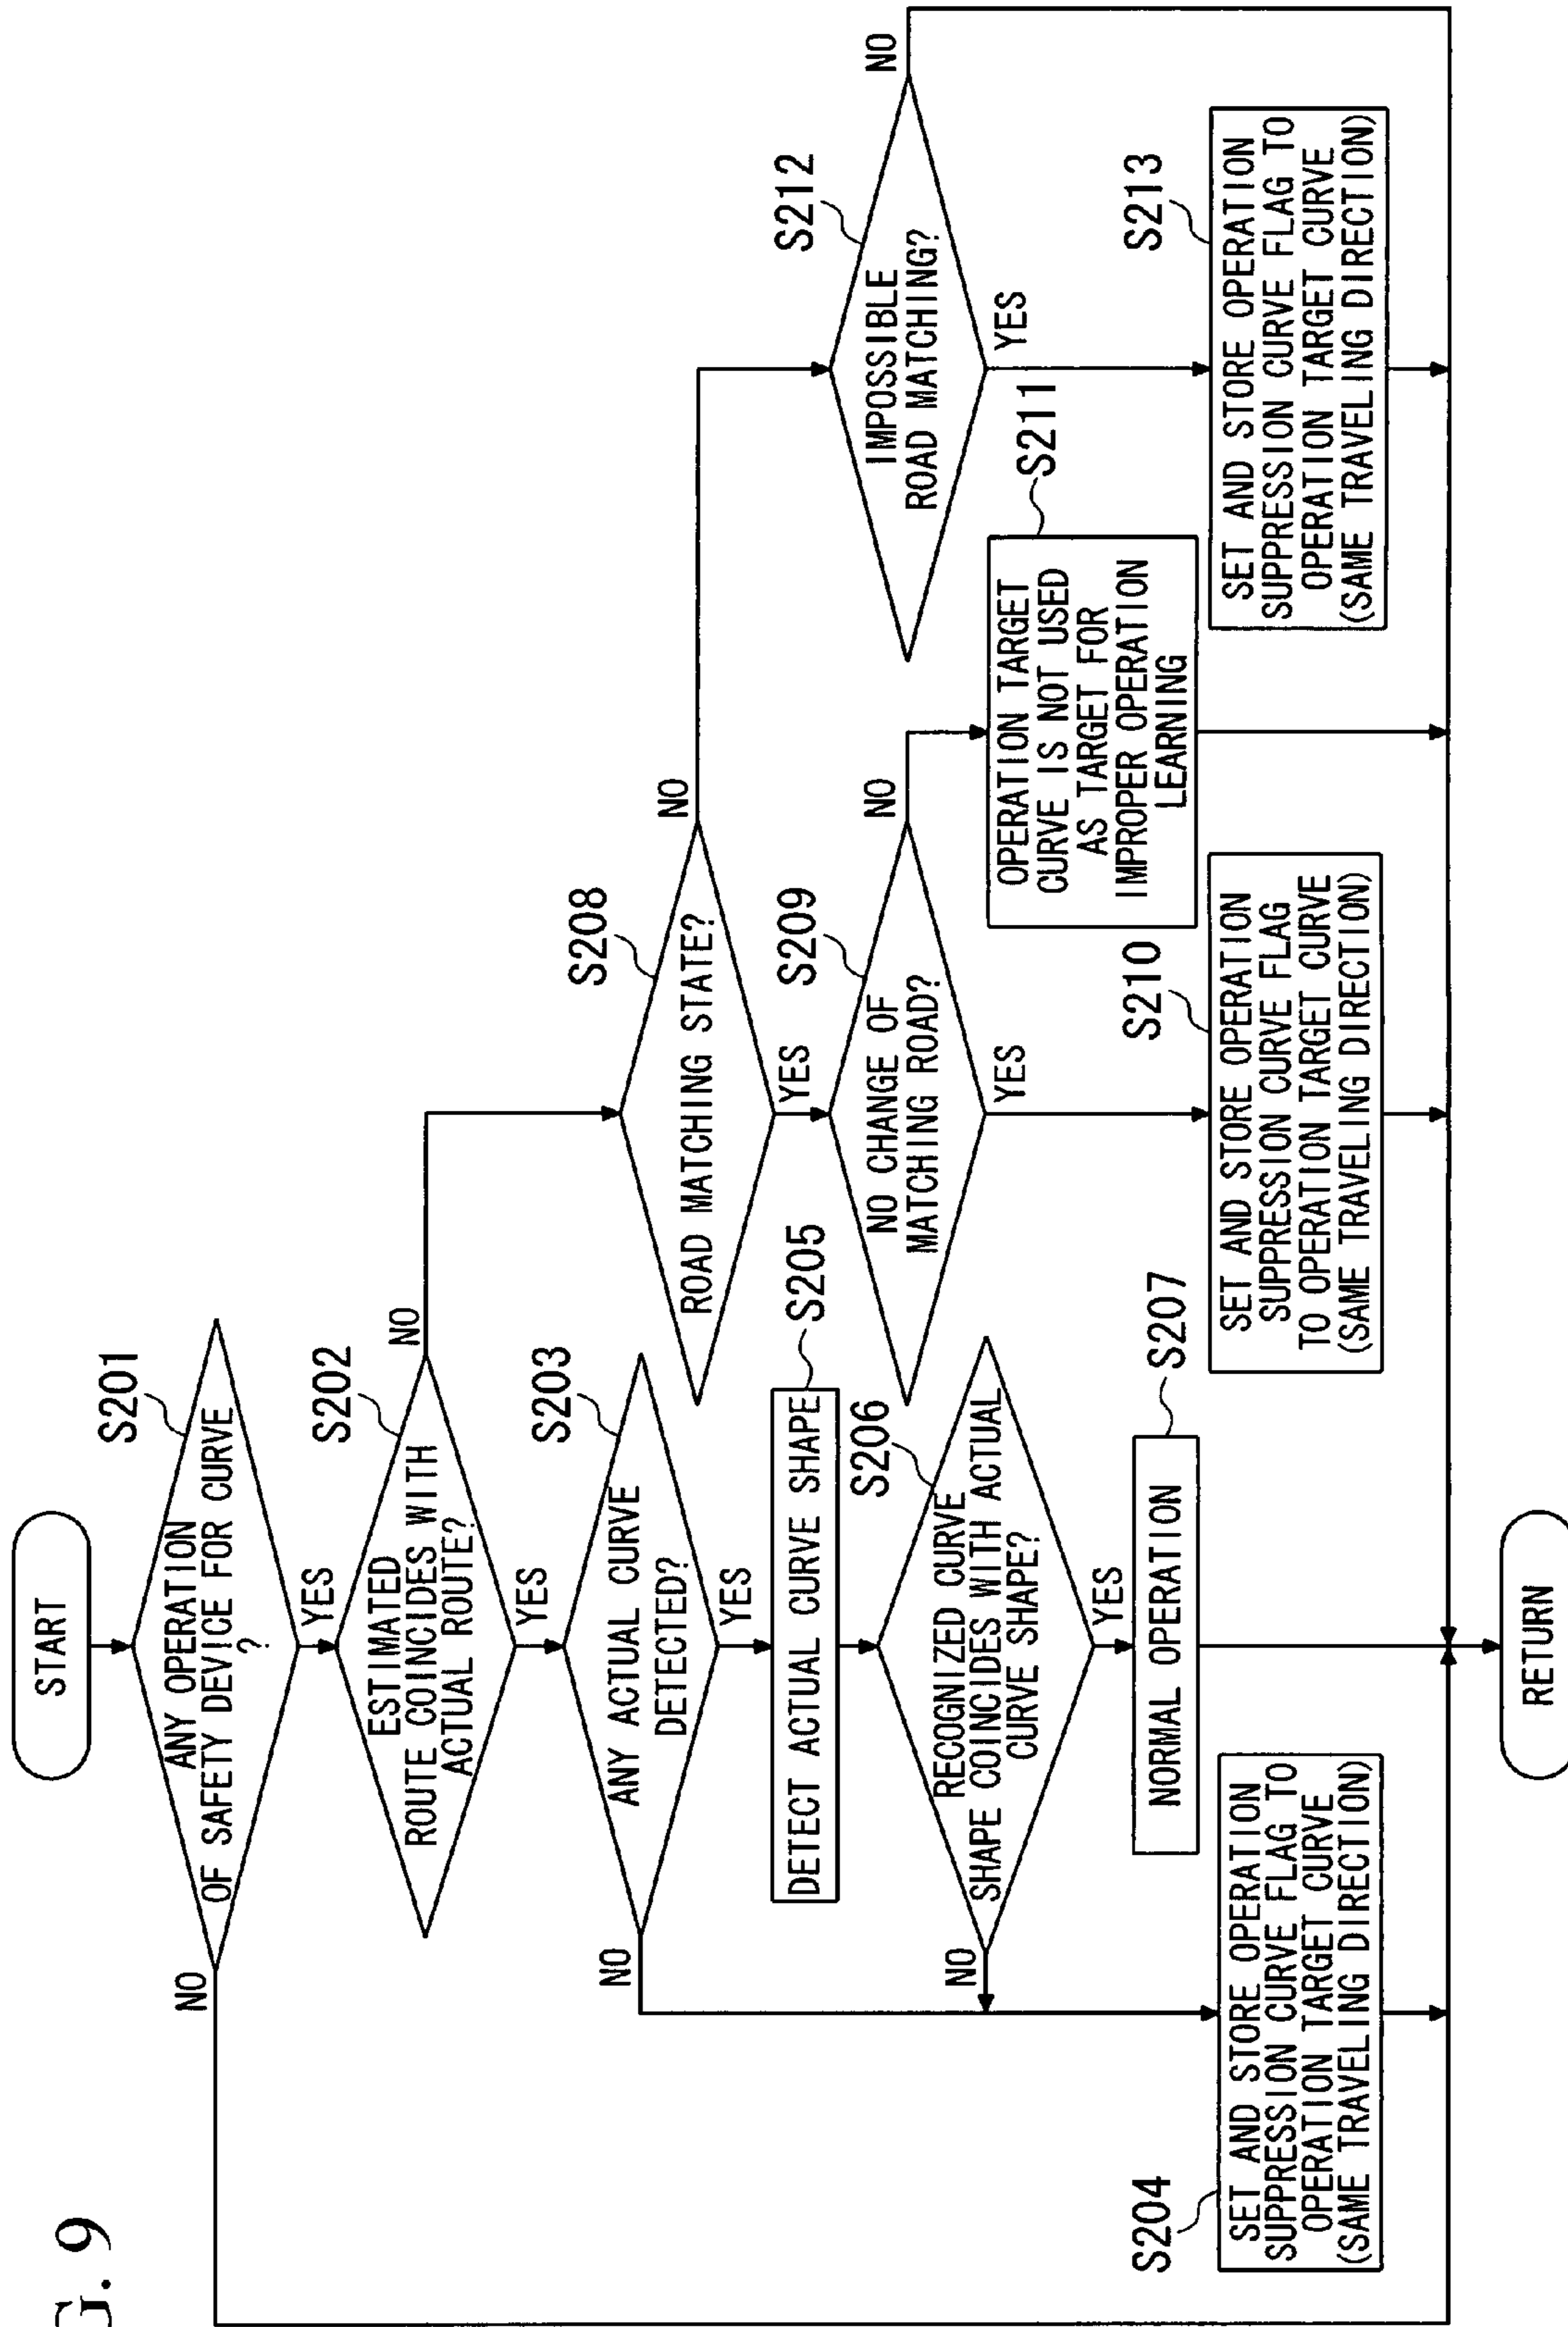 G. 9
START
S201
ANY OPERATION
OF SAFETY DEVICE FOR CURVE
?
NO
YES
S202
ESTIMATED
ROUTE COINCIDES WITH
ACTUAL ROUTE?
NO
YES
S203
ANY ACTUAL CURVE
DETECTED?
NO
YES
S205
DETECT ACTUAL CURVE SHAPE
S206
RECOGNIZED CURVE
SHAPE COINCIDES WITH ACTUAL
CURVE SHAPE?
NO
YES
S207
NORMAL OPERATION
S204
SET AND STORE OPERATION
SUPPRESSION CURVE FLAG TO
OPERATION TARGET CURVE
(SAME TRAVELING DIRECTION)
S208
ROAD MATCHING STATE?
NO
YES
S209
NO CHANGE OF
MATCHING ROAD?
NO
YES
S210
SET AND STORE OPERATION
SUPPRESSION CURVE FLAG
TO OPERATION TARGET CURVE
(SAME TRAVELING DIRECTION)
S211
OPERATION TARGET
CURVE IS NOT USED
AS TARGET FOR
IMPROPER OPERATION
LEARNING
S212
IMPOSSIBLE
ROAD MATCHING?
NO
YES
S213
SET AND STORE OPERATION
SUPPRESSION CURVE FLAG TO
OPERATION TARGET CURVE
(SAME TRAVELING DIRECTION)
RETURN